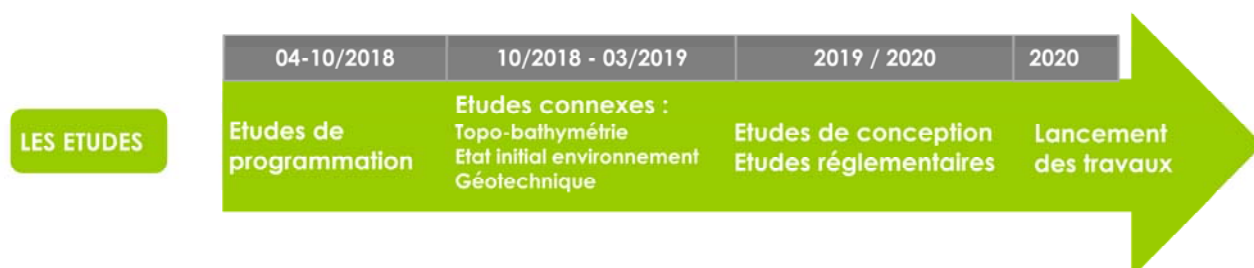 04-10/2018
10/2018 - 03/2019
2019 / 2020
2020
LES ETUDES
Etudes de
programmation
Etudes connexes :
Topo-bathymétrie
Etat initial environnement
Géotechnique
Etudes de conception
Etudes réglementaires
Lancement
des travaux